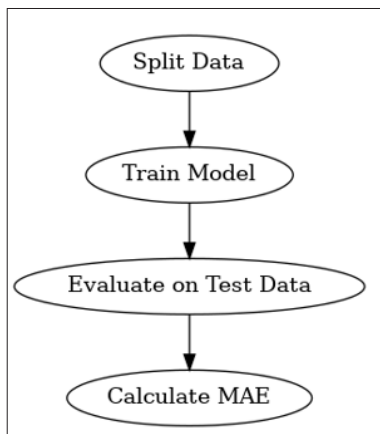 Split Data
Train Model
Evaluate on Test Data
Calculate MAE